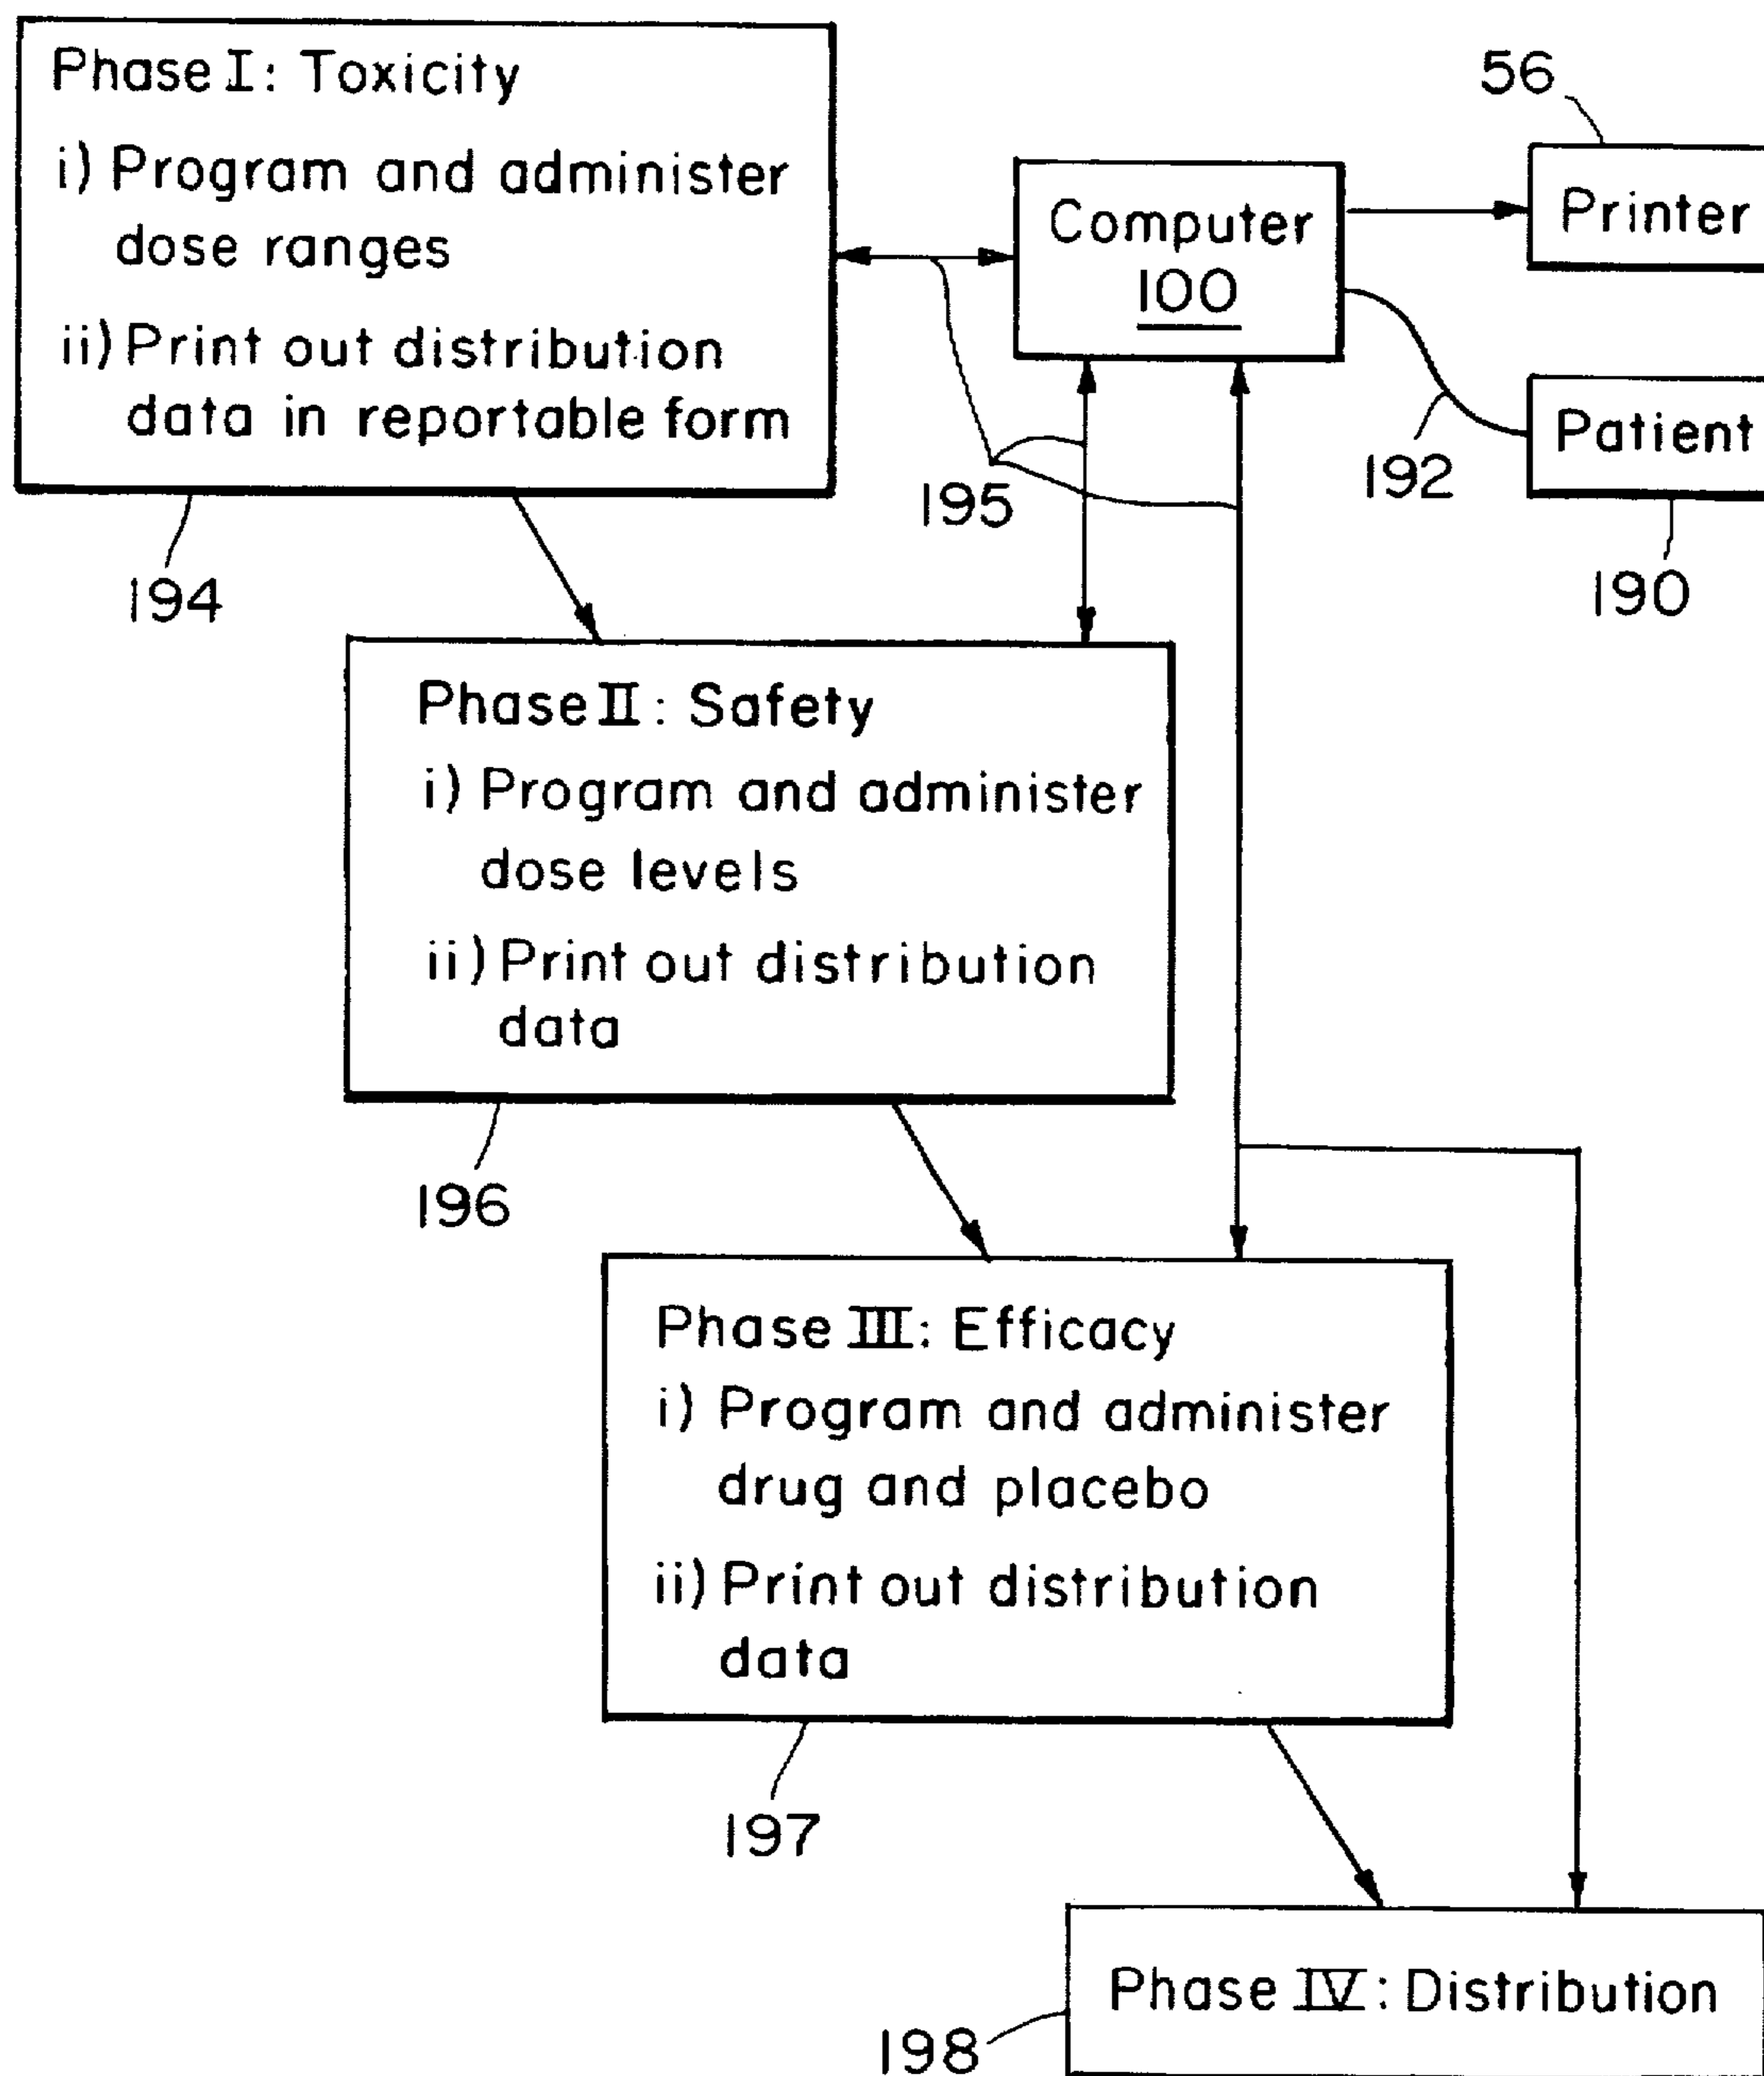 Phase I: Toxicity
i) Program and administer
dose ranges
ii) Print out distribution
data in reportable form
194
Computer
100
56
Printer
192
Patient
190
195
Phase II: Safety
i) Program and administer
dose levels
ii) Print out distribution
data
196
Phase III: Efficacy
i) Program and administer
drug and placebo
ii) Print out distribution
data
197
Phase IV: Distribution
198